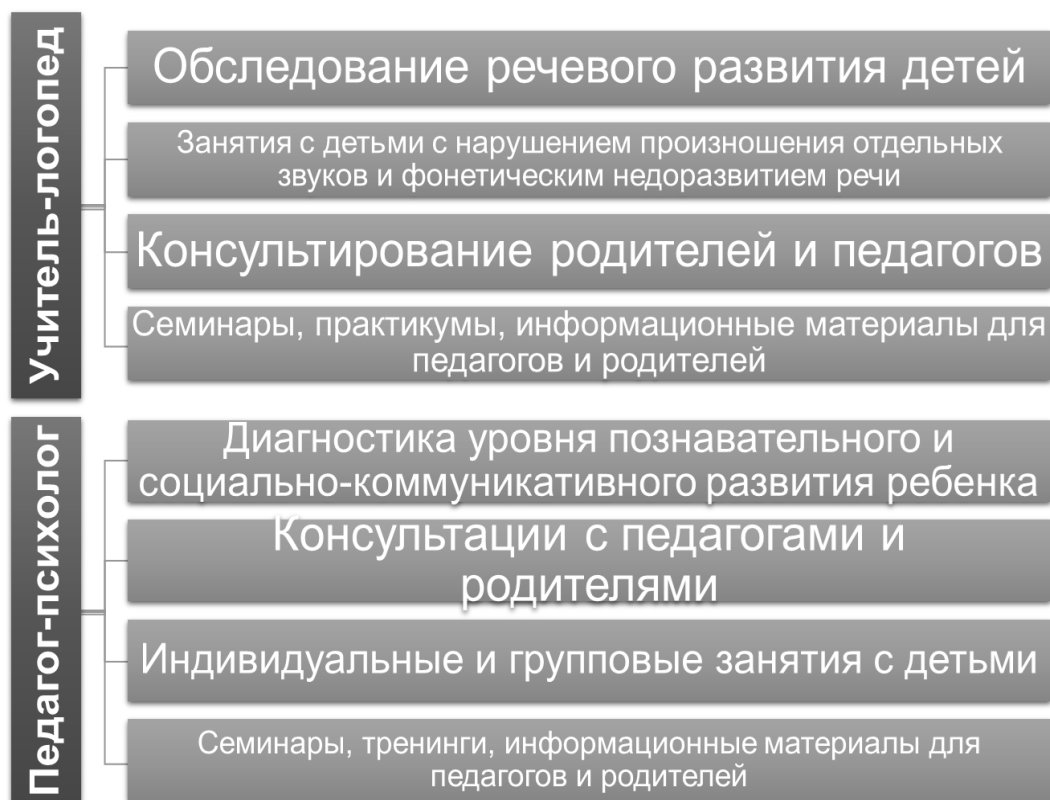 Учитель-логопед
Обследование речевого развития детей
Занятия с детьми с нарушением произношения отдельных
звуков и фонетическим недоразвитием речи
Консультирование родителей и педагогов
Семинары, практикумы, информационные материалы для
педагогов и родителей
Педагог-психолог
Диагностика уровня познавательного и
социально-коммуникативного развития ребенка
Консультации с педагогами и
родителями
Индивидуальные и групповые занятия с детьми
Семинары, тренинги, информационные материалы для
педагогов и родителей